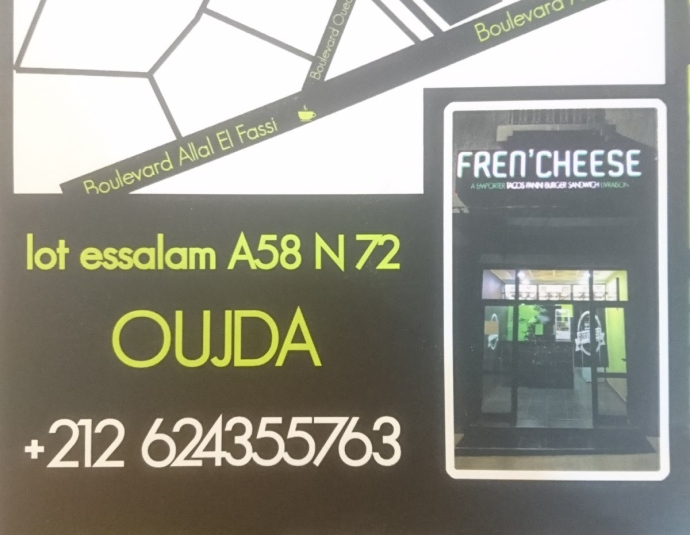 Boulevard Oued
Boulevard A
Boulevard Allal El Fassi
FREN'CHEESE
A EMPORTER TACOS PANINI BURGER SANDWICH LIVRAISON
lot essalam A58 N 72
OUJDA
+212 624355763